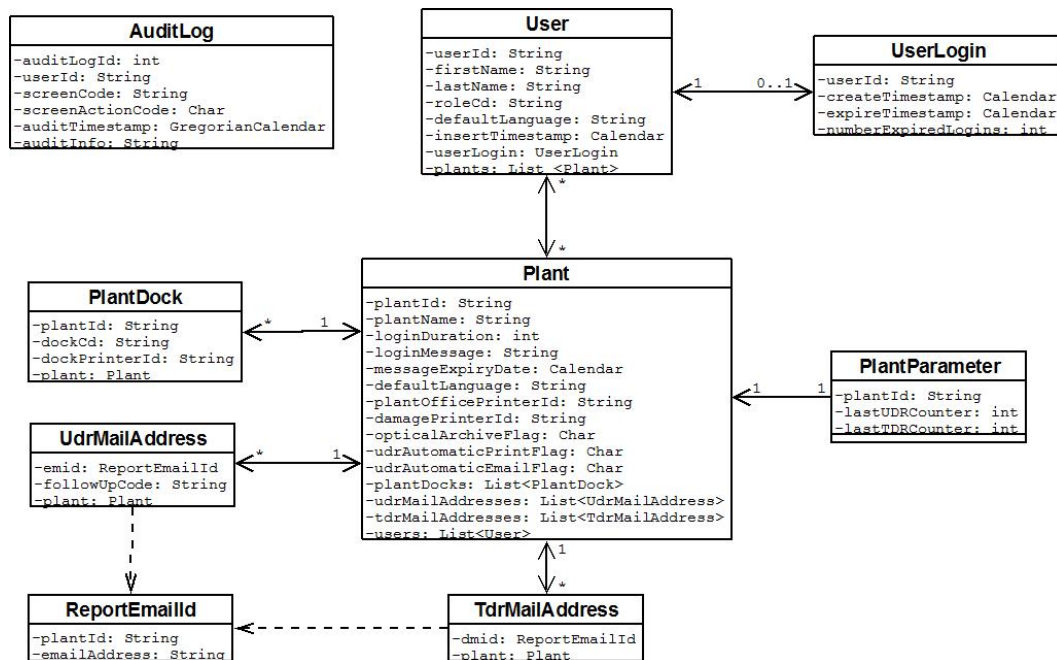 AuditLog
-auditLogId: int
-userId: String
-screenCode: String
-screenActionCode: Char
-auditTimestamp: GregorianCalendar
-auditInfo: String
User
-userId: String
-firstName: String
-lastName: String
-roleCd: String
-defaultLanguage: String
-insertTimestamp: Calendar
-userLogin: UserLogin
-plants: List <Plant>
1
0..1
UserLogin
-userId: String
-createTimestamp: Calendar
-expireTimestamp: Calendar
-numberExpiredLogins: int
*
*
PlantDock
-plantId: String
-dockCd: String
-dockPrinterId: String
-plant: Plant
*
1
Plant
-plantId: String
-plantName: String
-loginDuration: int
-loginMessage: String
-messageExpiryDate: Calendar
-defaultLanguage: String
-plantOfficePrinterId: String
-damagePrinterId: String
-opticalArchiveFlag: Char
-udrAutomaticPrintFlag: Char
-udrAutomaticEmailFlag: Char
-plantDocks: List<PlantDock>
-udrMailAddresses: List<UdrMailAddress>
-tdrMailAddresses: List<TdrMailAddress>
-users: List<User>
1
1
PlantParameter
-plantId: String
-lastUDRCounter: int
-lastTDRCounter: int
UdrMailAddress
-emid: ReportEmailId
-followUpCode: String
-plant: Plant
*
1
1
*
ReportEmailId
-plantId: String
-emailAddress: String
TdrMailAddress
-dmid: ReportEmailId
-plant: Plant